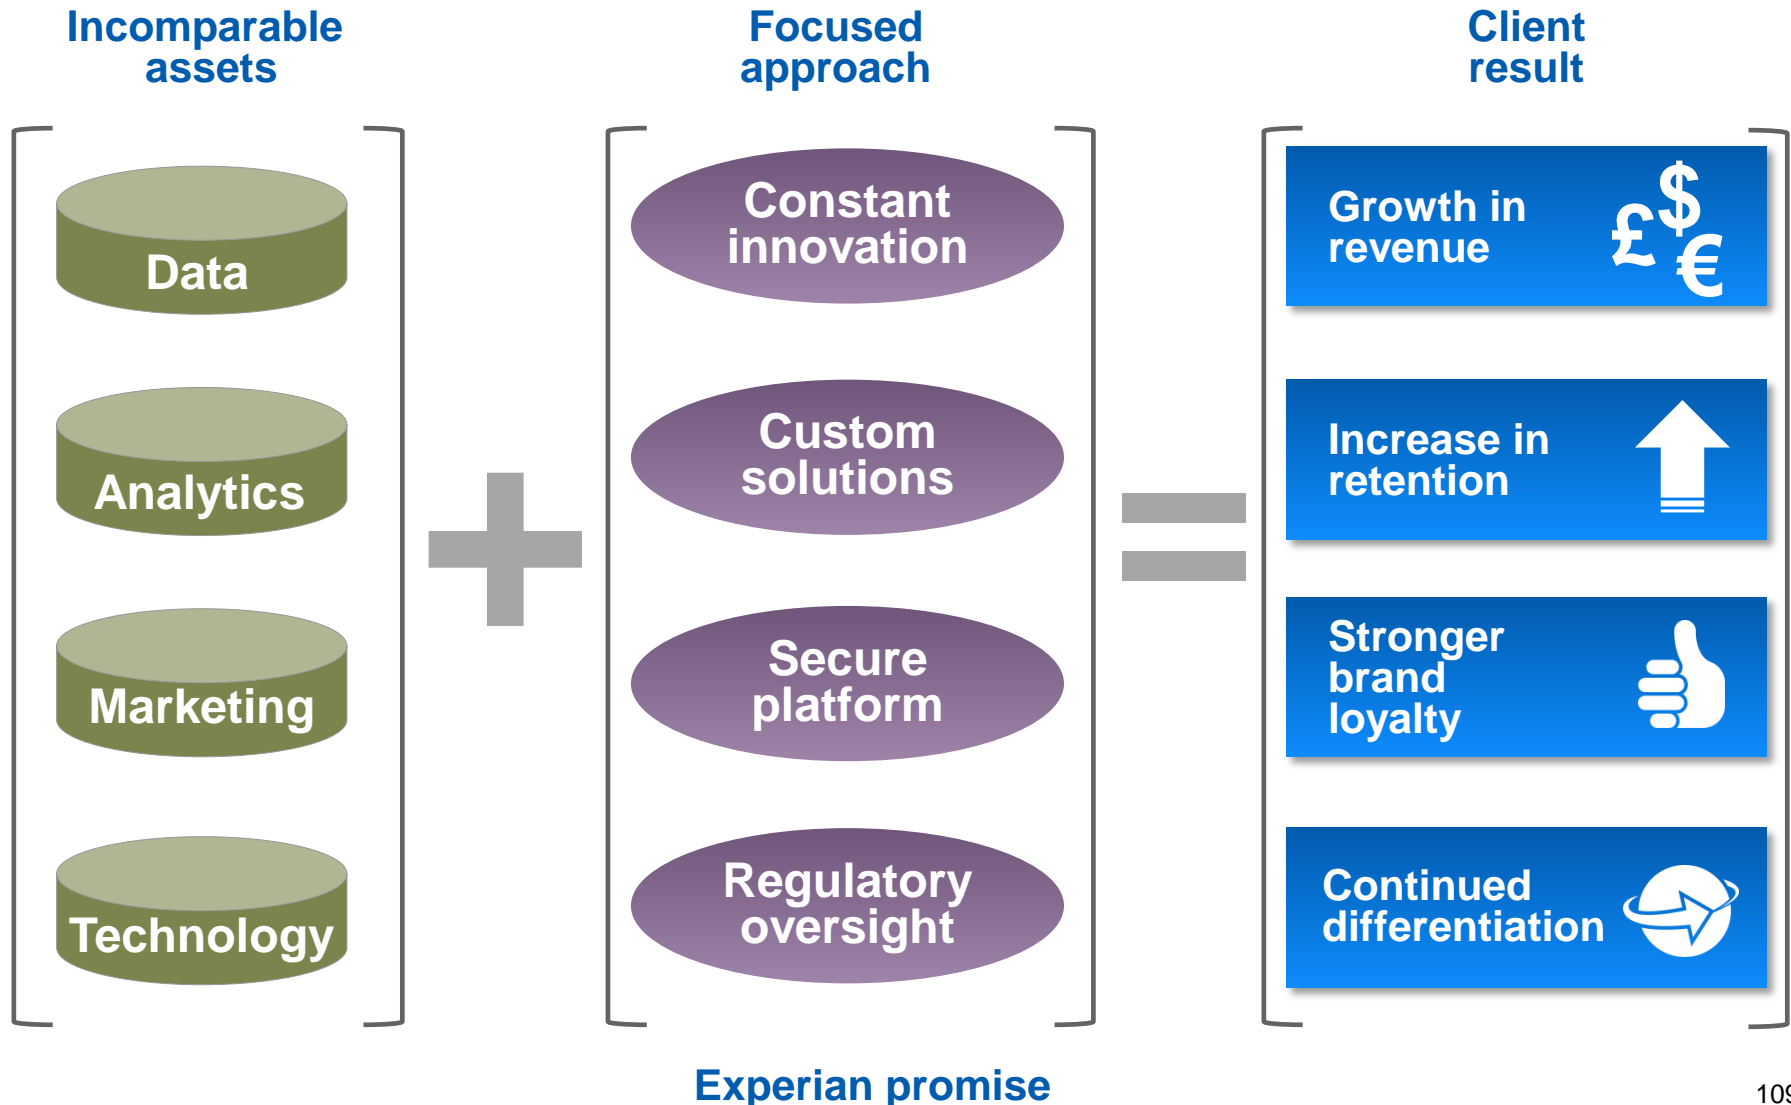 Incomparable
assets
Focused
approach
Client
result
Data
Analytics
Marketing
Technology
Constant
innovation
Custom
solutions
Secure
platform
Regulatory
oversight
Growth in
revenue
£$€
Increase in
retention
Stronger
brand
loyalty
Continued
differentiation
Experian promise
109